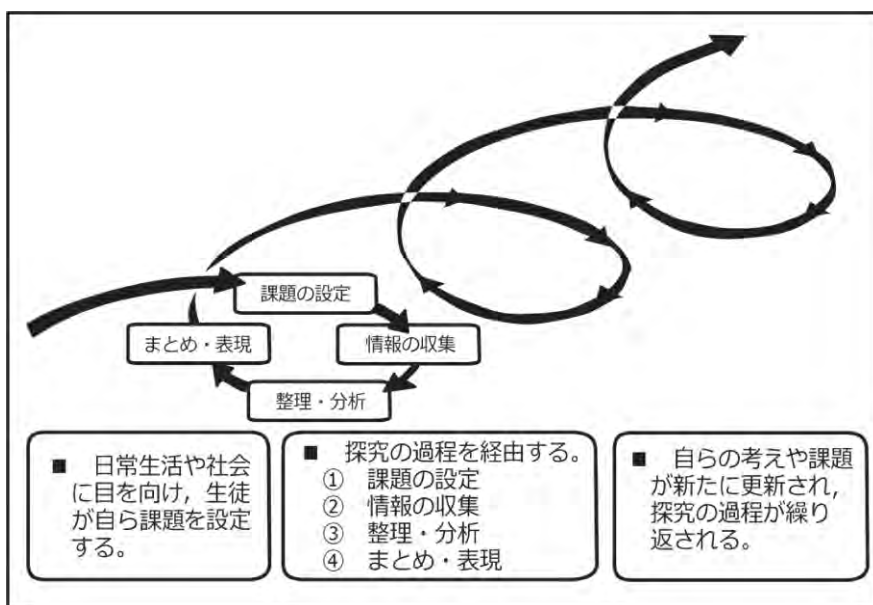 課題の設定
まとめ・表現
情報の収集
整理・分析
■ 日常生活や社会
に目を向け，生徒
が自ら課題を設定
する。
■ 探究の過程を経由する。
① 課題の設定
② 情報の収集
③ 整理・分析
④ まとめ・表現
■ 自らの考えや課題
が新たに更新され，
探究の過程が繰り
返される。